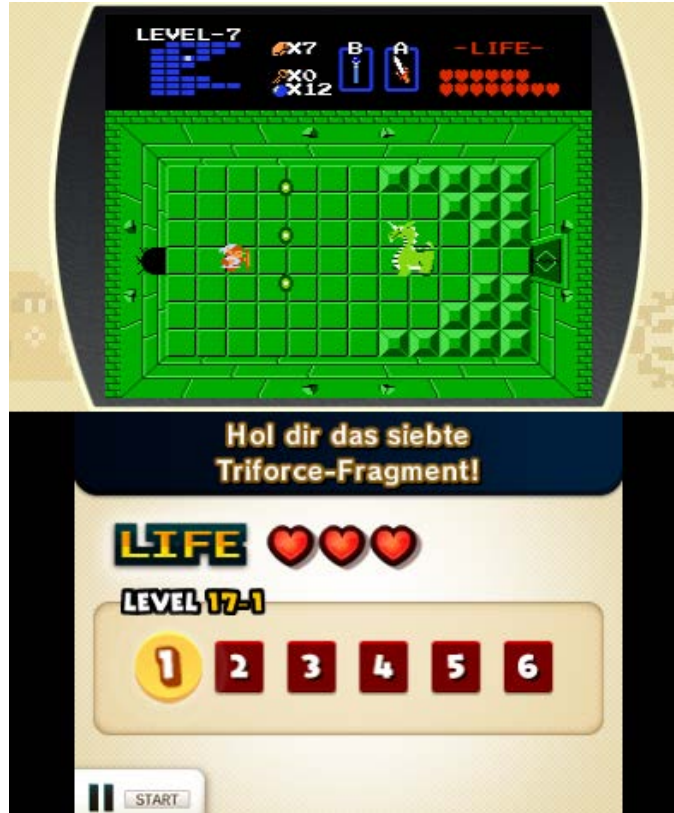 LEVEL-7
X7 B A -LIFE-
X0
X12
Hol dir das siebte
Triforce-Fragment!
LIFE
LEVEL 17-1
1 2 3 4 5 6
START